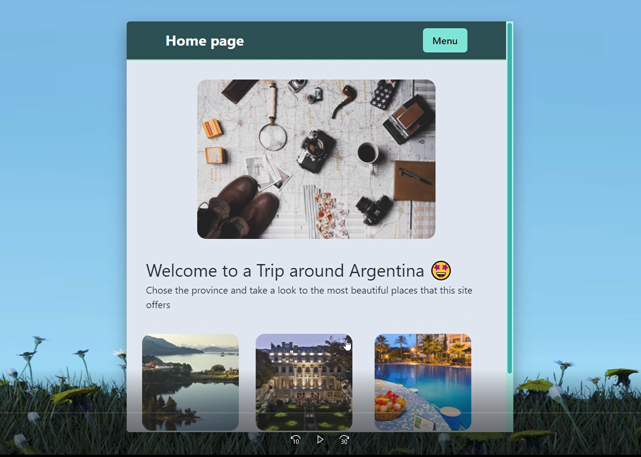 Home page
Menu
Welcome to a Trip around Argentina 🤩
Chose the province and take a look to the most beautiful places that this site
offers
10
30